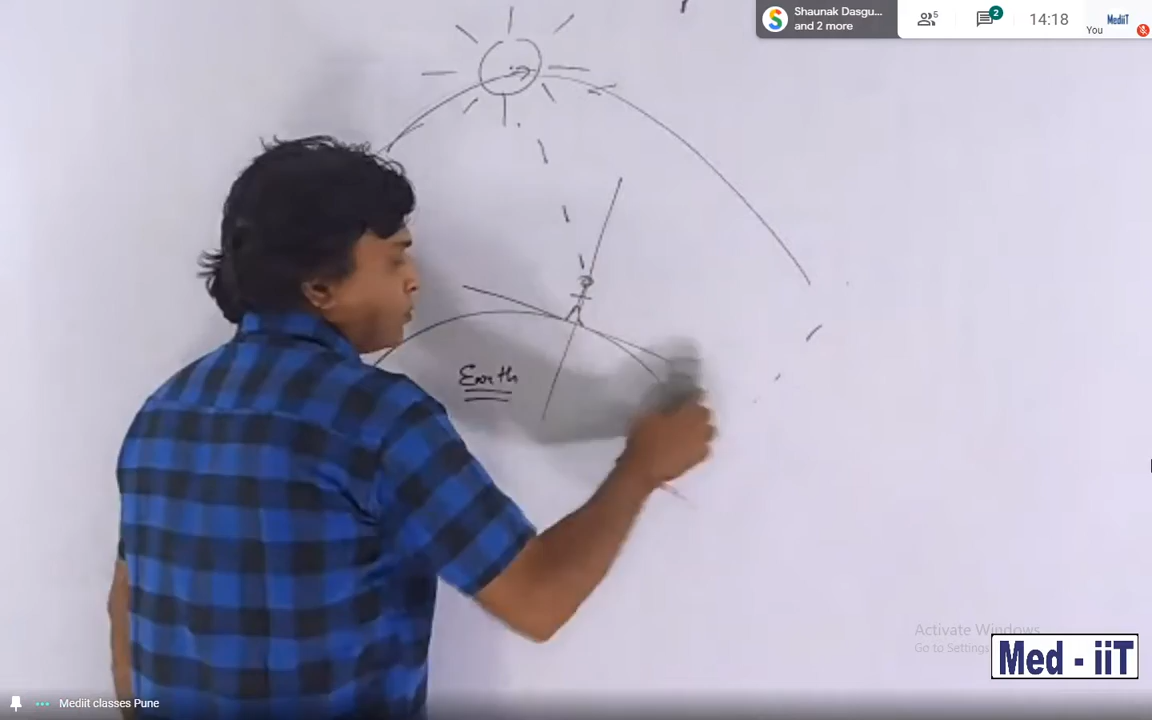 Shaunak Dasgu...
and 2 more
5
2
14:18
MediiT
You
Earth
Activate Windows
Go to Settings
Med - iiT
Mediit classes Pune